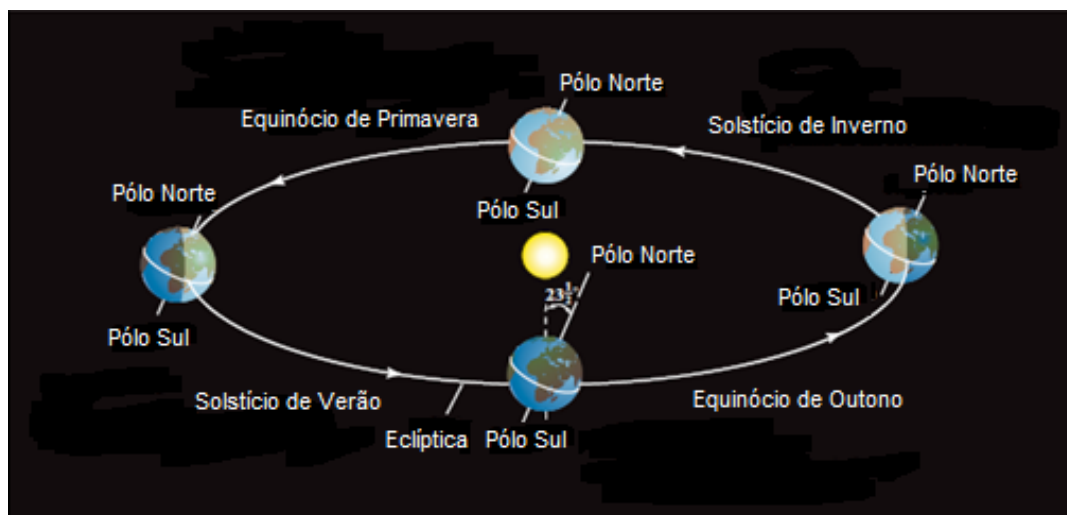 Pólo Norte
Equinócio de Primavera
Solstício de Inverno
Pólo Norte
Pólo Norte
Pólo Sul
Pólo Norte
23½°
Pólo Sul
Pólo Sul
Solstício de Verão
Equinócio de Outono
Eclíptica
Pólo Sul